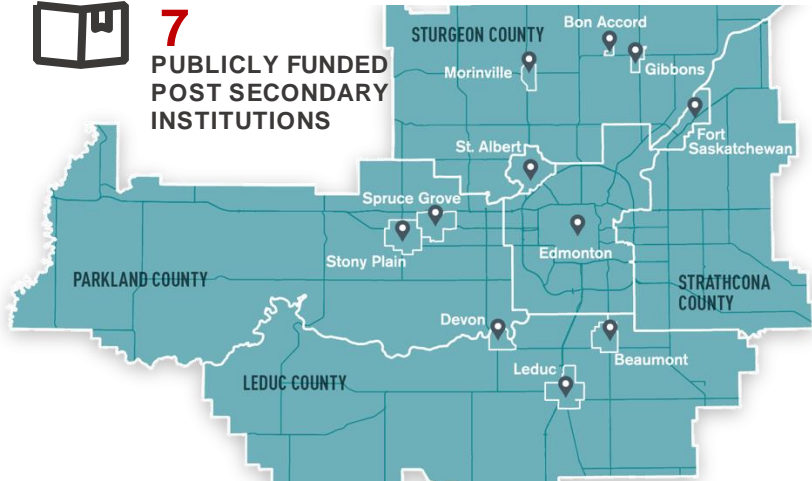 7
PUBLICLY FUNDED
POST SECONDARY
INSTITUTIONS
STURGEON COUNTY
Bon Accord
Gibbons
Morinville
Fort
Saskatchewan
St. Albert
Spruce Grove
Stony Plain
Edmonton
PARKLAND COUNTY
STRATHCONA
COUNTY
Devon
Beaumont
Leduc
LEDUC COUNTY